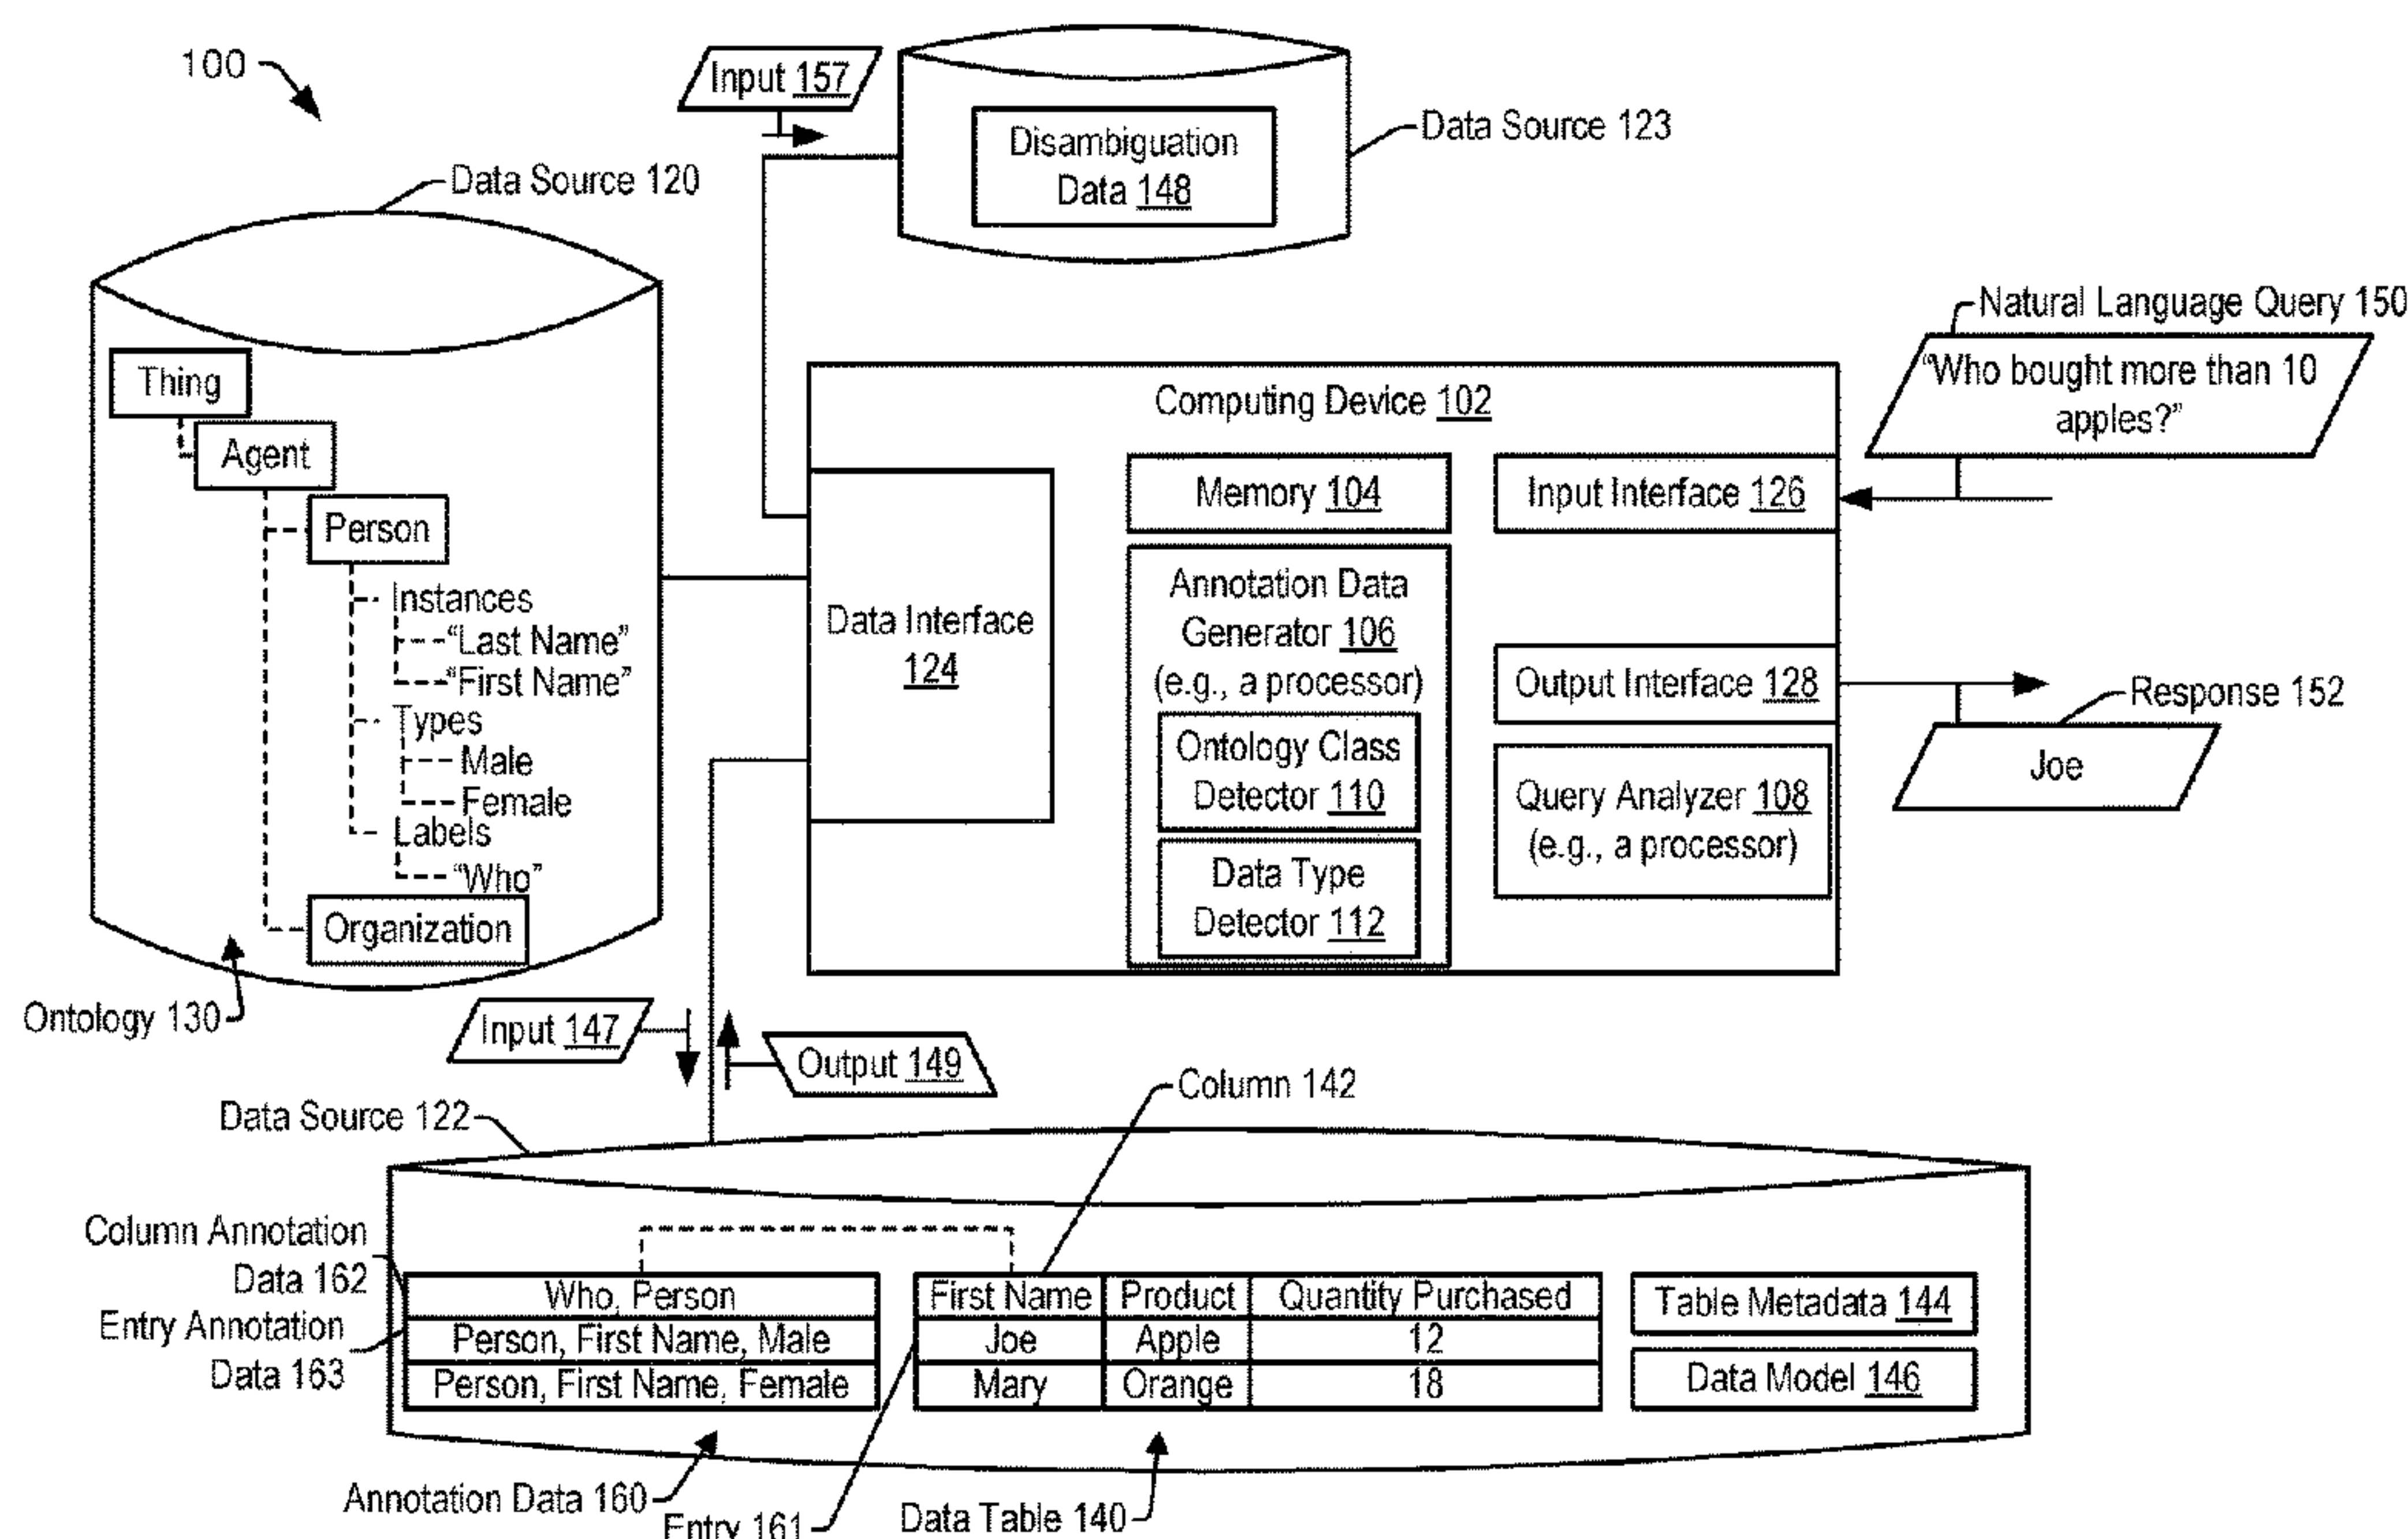 100
Input 157
Disambiguation
Data 148
Data Source 123
Data Source 120
Thing
Agent
Person
Instances
“Last Name”
“First Name”
Types
Male
Female
Labels
“Who”
Organization
Ontology 130
Natural Language Query 150
“Who bought more than 10
apples?”
Computing Device 102
Data Interface
124
Memory 104
Annotation Data
Generator 106
(e.g., a processor)
Ontology Class
Detector 110
Data Type
Detector 112
Input Interface 126
Output Interface 128
Query Analyzer 108
(e.g., a processor)
Response 152
Joe
Input 147
Output 149
Column 142
Data Source 122
Column Annotation
Data 162
Entry Annotation
Data 163
Who, Person
Person, First Name, Male
Person, First Name, Female
First Name Product Quantity Purchased
Joe Apple 12
Mary Orange 18
Table Metadata 144
Data Model 146
Annotation Data 160
Entry 161
Data Table 140